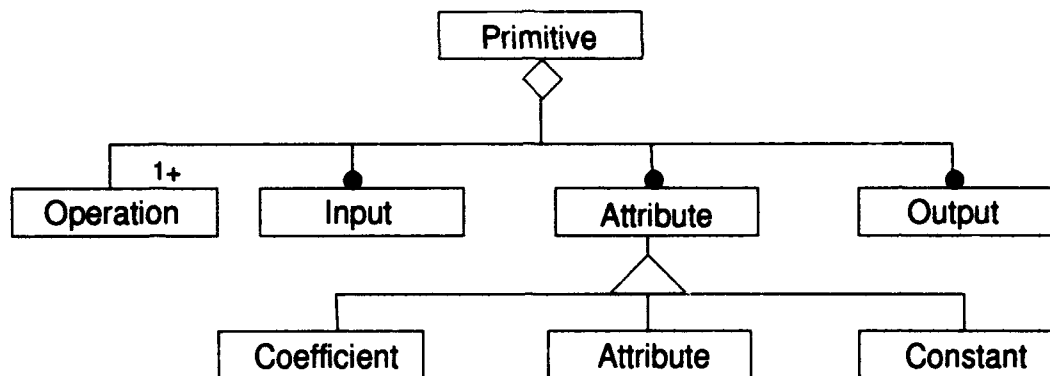 Primitive
1+
Operation
Input
Attribute
Output
Coefficient
Attribute
Constant